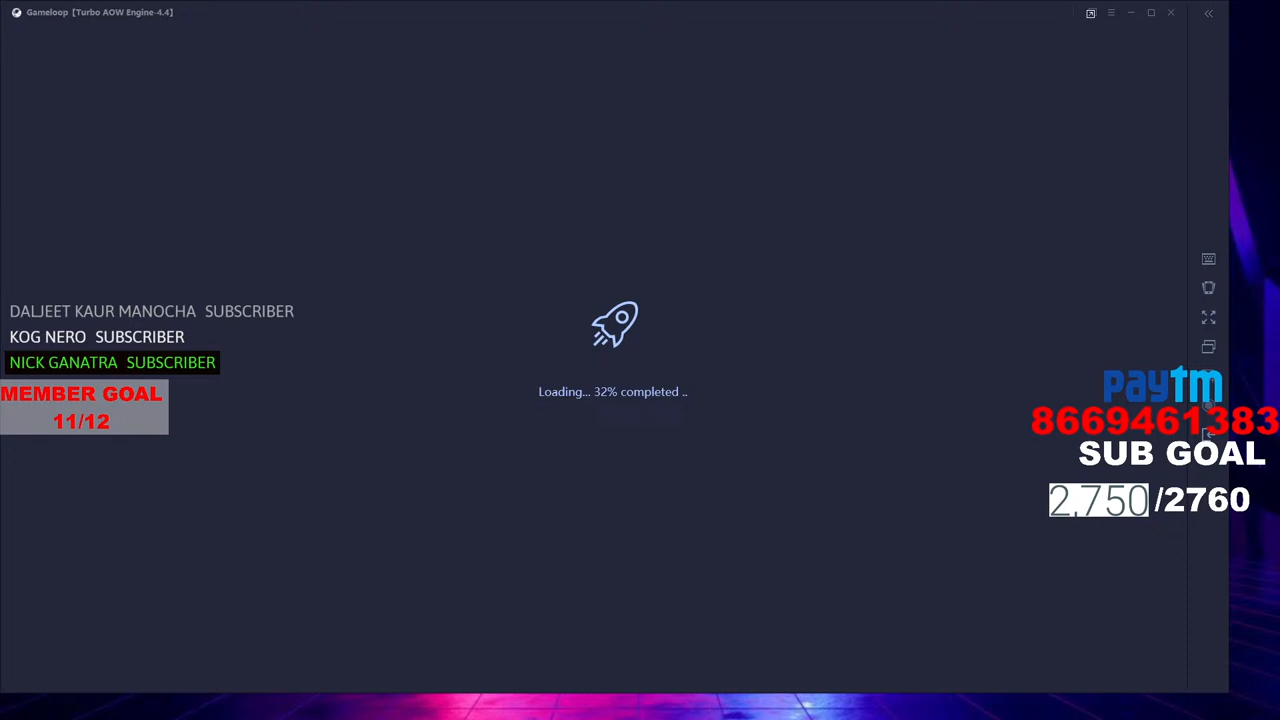 Gameloop【Turbo AOW Engine-4.4】
DALJEET KAUR MANOCHA SUBSCRIBER
KOG NERO SUBSCRIBER
NICK GANATRA SUBSCRIBER
MEMBER GOAL
11/12
Loading... 32% completed ..
paytm
8669461383
SUB GOAL
2,750/2760